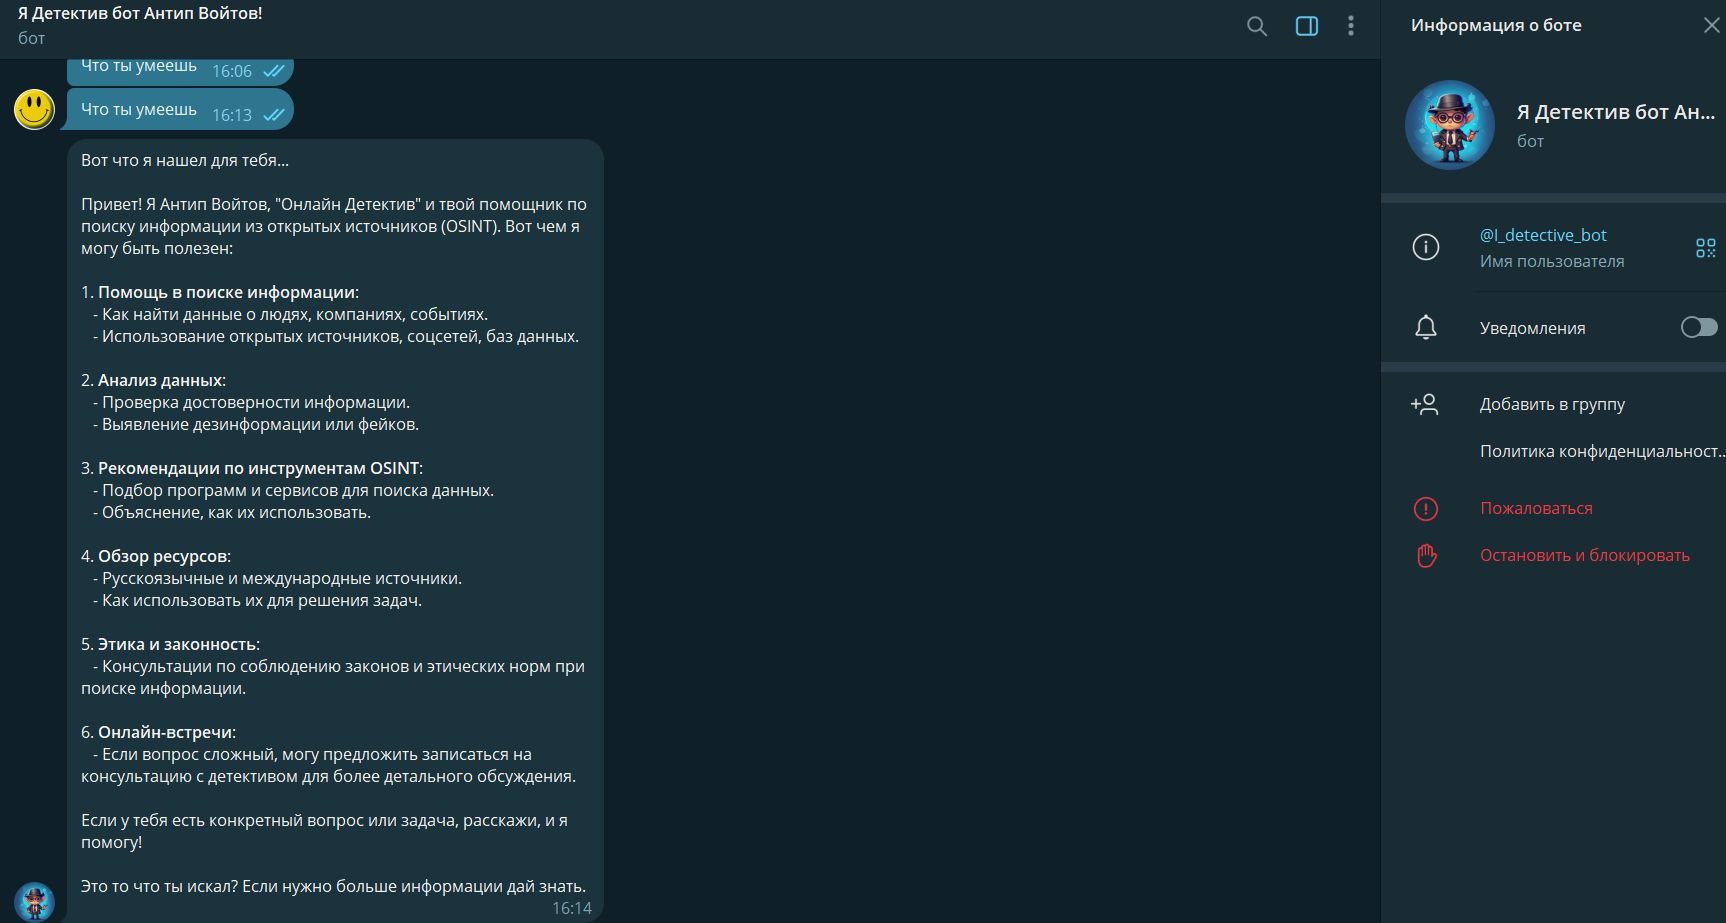 Я Детектив бот Антип Войтов!
бот
Что ты умеешь 16:06
Что ты умеешь 16:13
Вот что я нашел для тебя...
Привет! Я Антип Войтов, "Онлайн Детектив" и твой помощник по
поиску информации из открытых источников (OSINT). Вот чем я
могу быть полезен:
1. Помощь в поиске информации:
- Как найти данные о людях, компаниях, событиях.
- Использование открытых источников, соцсетей, баз данных.
2. Анализ данных:
- Проверка достоверности информации.
- Выявление дезинформации или фейков.
3. Рекомендации по инструментам OSINT:
- Подбор программ и сервисов для поиска данных.
- Объяснение, как их использовать.
4. Обзор ресурсов:
- Русскоязычные и международные источники.
- Как использовать их для решения задач.
5. Этика и законность:
- Консультации по соблюдению законов и этических норм при
поиске информации.
6. Онлайн-встречи:
- Если вопрос сложный, могу предложить записаться на
консультацию с детективом для более детального обсуждения.
Если у тебя есть конкретный вопрос или задача, расскажи, и я
помогу!
Это то что ты искал? Если нужно больше информации дай знать.
16:14
Информация о боте
Я Детектив бот Ан...
бот
@I_detective_bot
Имя пользователя
Уведомления
Добавить в группу
Политика конфиденциальност..
Пожаловаться
Остановить и блокировать